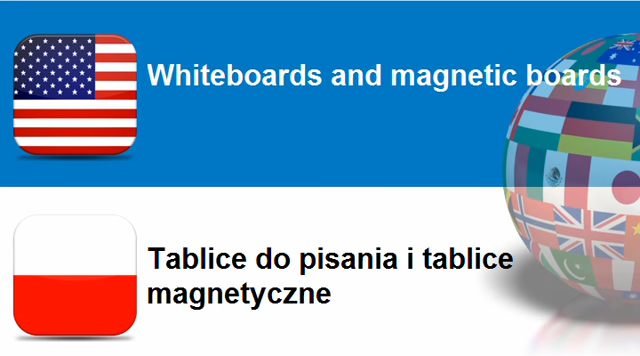 Whiteboards and magnetic boards
Tablice do pisania i tablice
magnetyczne